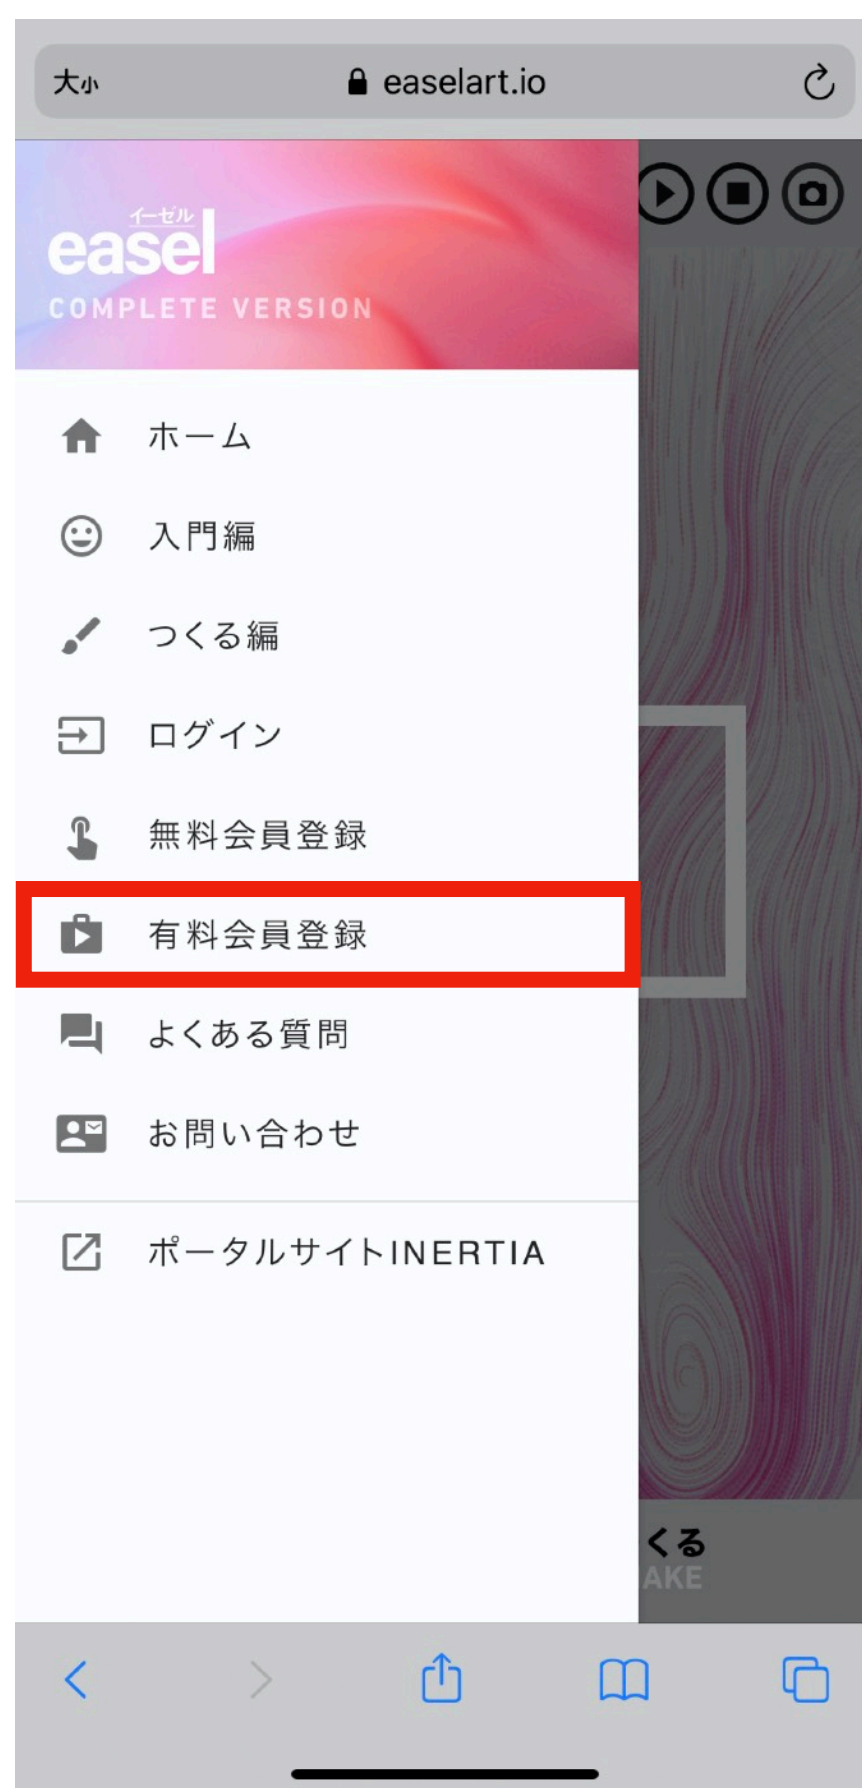 大小
easelart.io
イーゼル
easel
COMPLETE VERSION
ホーム
入門編
つくる編
ログイン
無料会員登録
有料会員登録
よくある質問
お問い合わせ
ポータルサイトINERTIA
くる
AKE